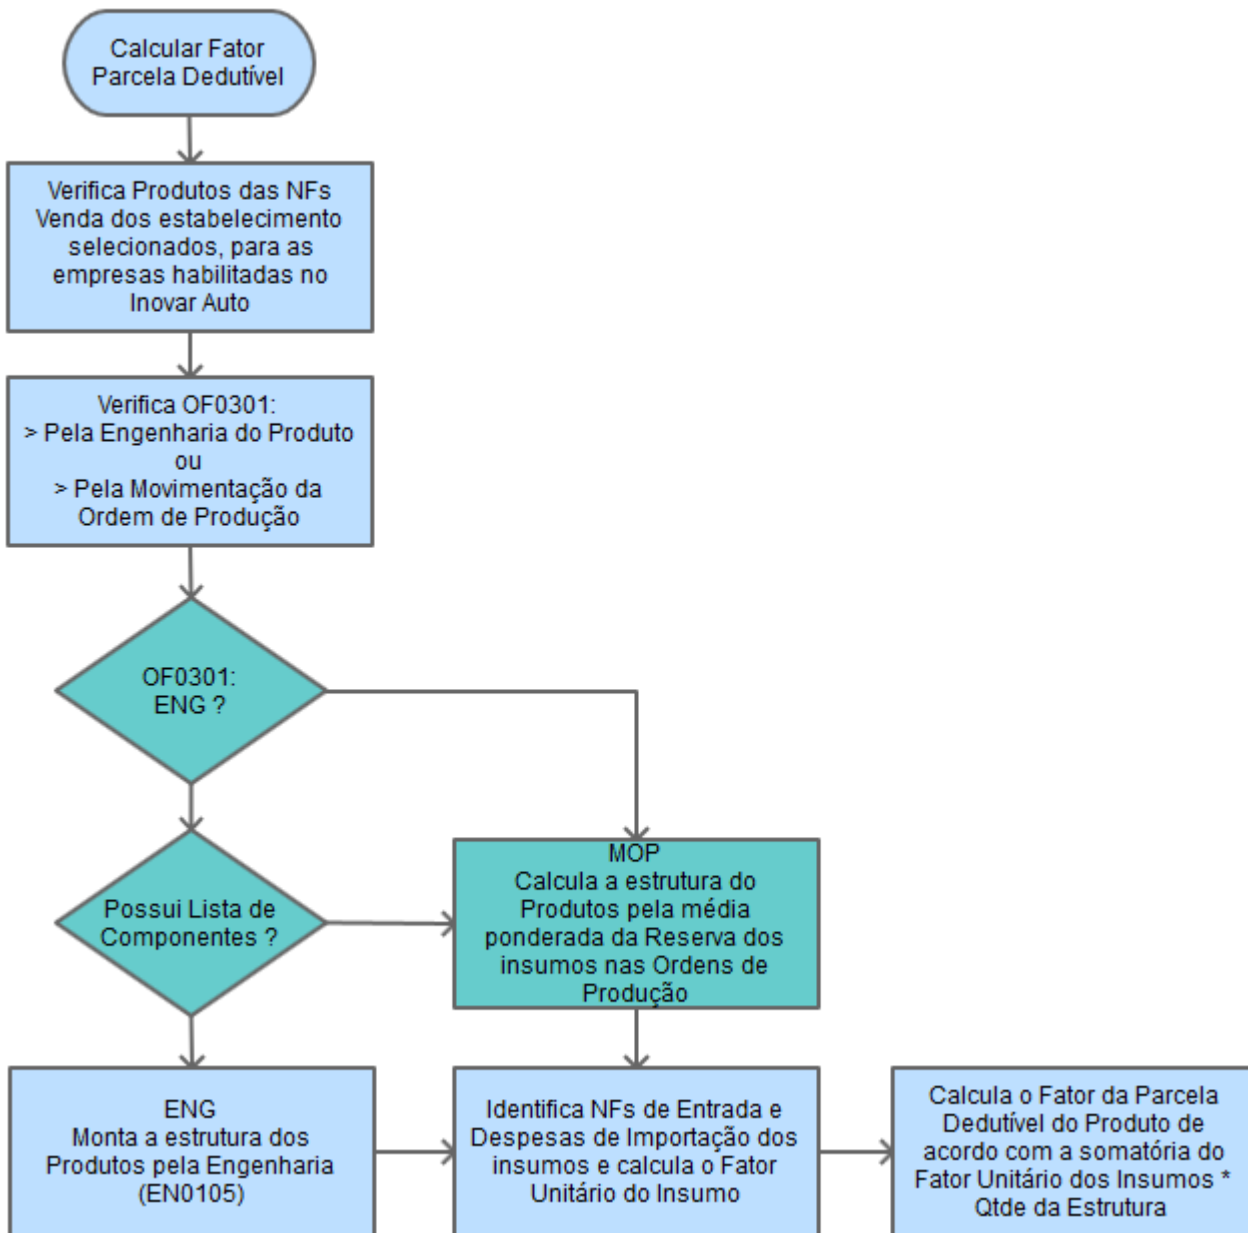 Calcular Fator
Parcela Dedutível
Verifica Produtos das NFs
Venda dos estabelecimento
selecionados, para as
empresas habilitadas no
Inovar Auto
Verifica OF0301:
> Pela Engenharia do Produto
ou
> Pela Movimentação da
Ordem de Produção
OF0301:
ENG ?
Possui Lista de
Componentes ?
MOP
Calcula a estrutura do
Produtos pela média
ponderada da Reserva dos
insumos nas Ordens de
Produção
ENG
Monta a estrutura dos
Produtos pela Engenharia
(EN0105)
Identifica NFs de Entrada e
Despesas de Importação dos
insumos e calcula o Fator
Unitário do Insumo
Calcula o Fator da Parcela
Dedutível do Produto de
acordo com a somatória do
Fator Unitário dos Insumos *
Qtde da Estrutura